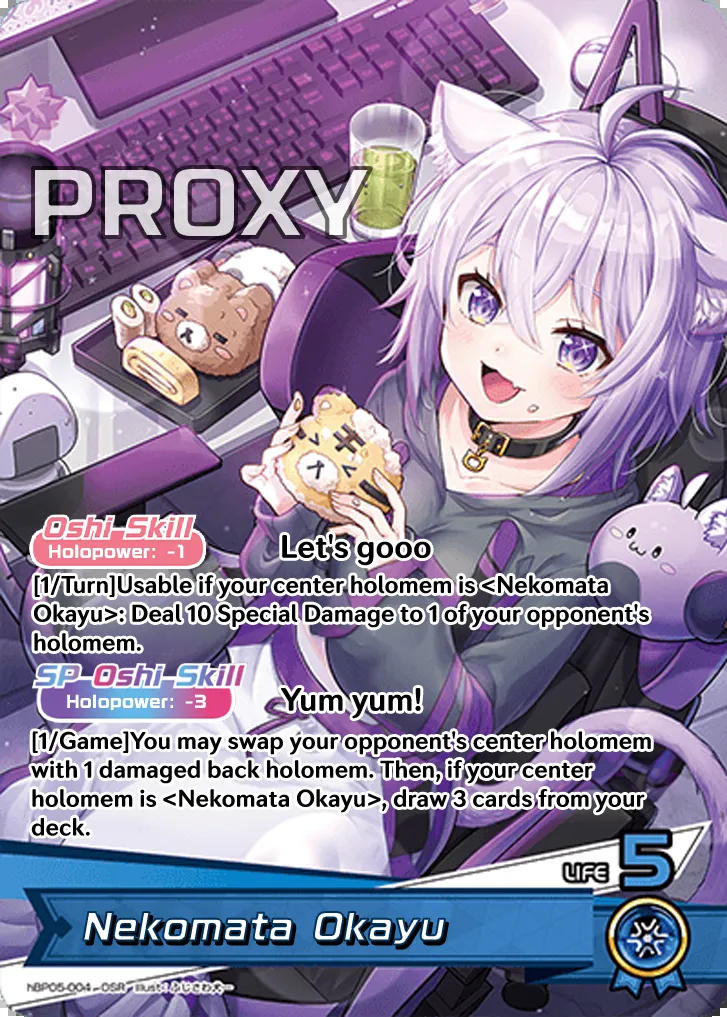 PROXY
Oshi Skill
Holopower: -1
Let's gooo
[1/Turn]Usable if your center holomem is <Nekomata
Okayu>: Deal 10 Special Damage to 1 of your opponent's
holomem.
SP Oshi Skill
Holopower: -3
Yum yum!
[1/Game]You may swap your opponent's center holomem
with 1 damaged back holomem. Then, if your center
holomem is <Nekomata Okayu>, draw 3 cards from your
deck.
LIFE 5
Nekomata Okayu
hBP05-004 OSR illust: